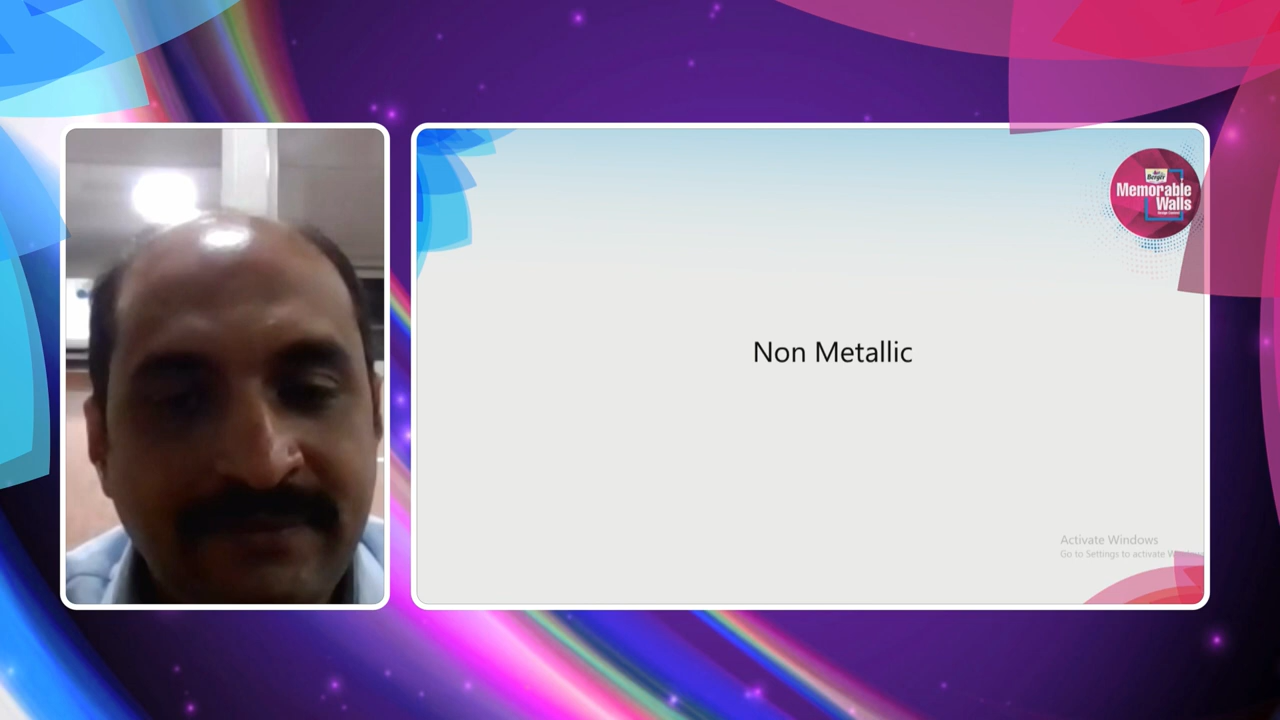 Berger
Memorable
Walls
Non Metallic
Activate Windows
Go to Settings to activate W